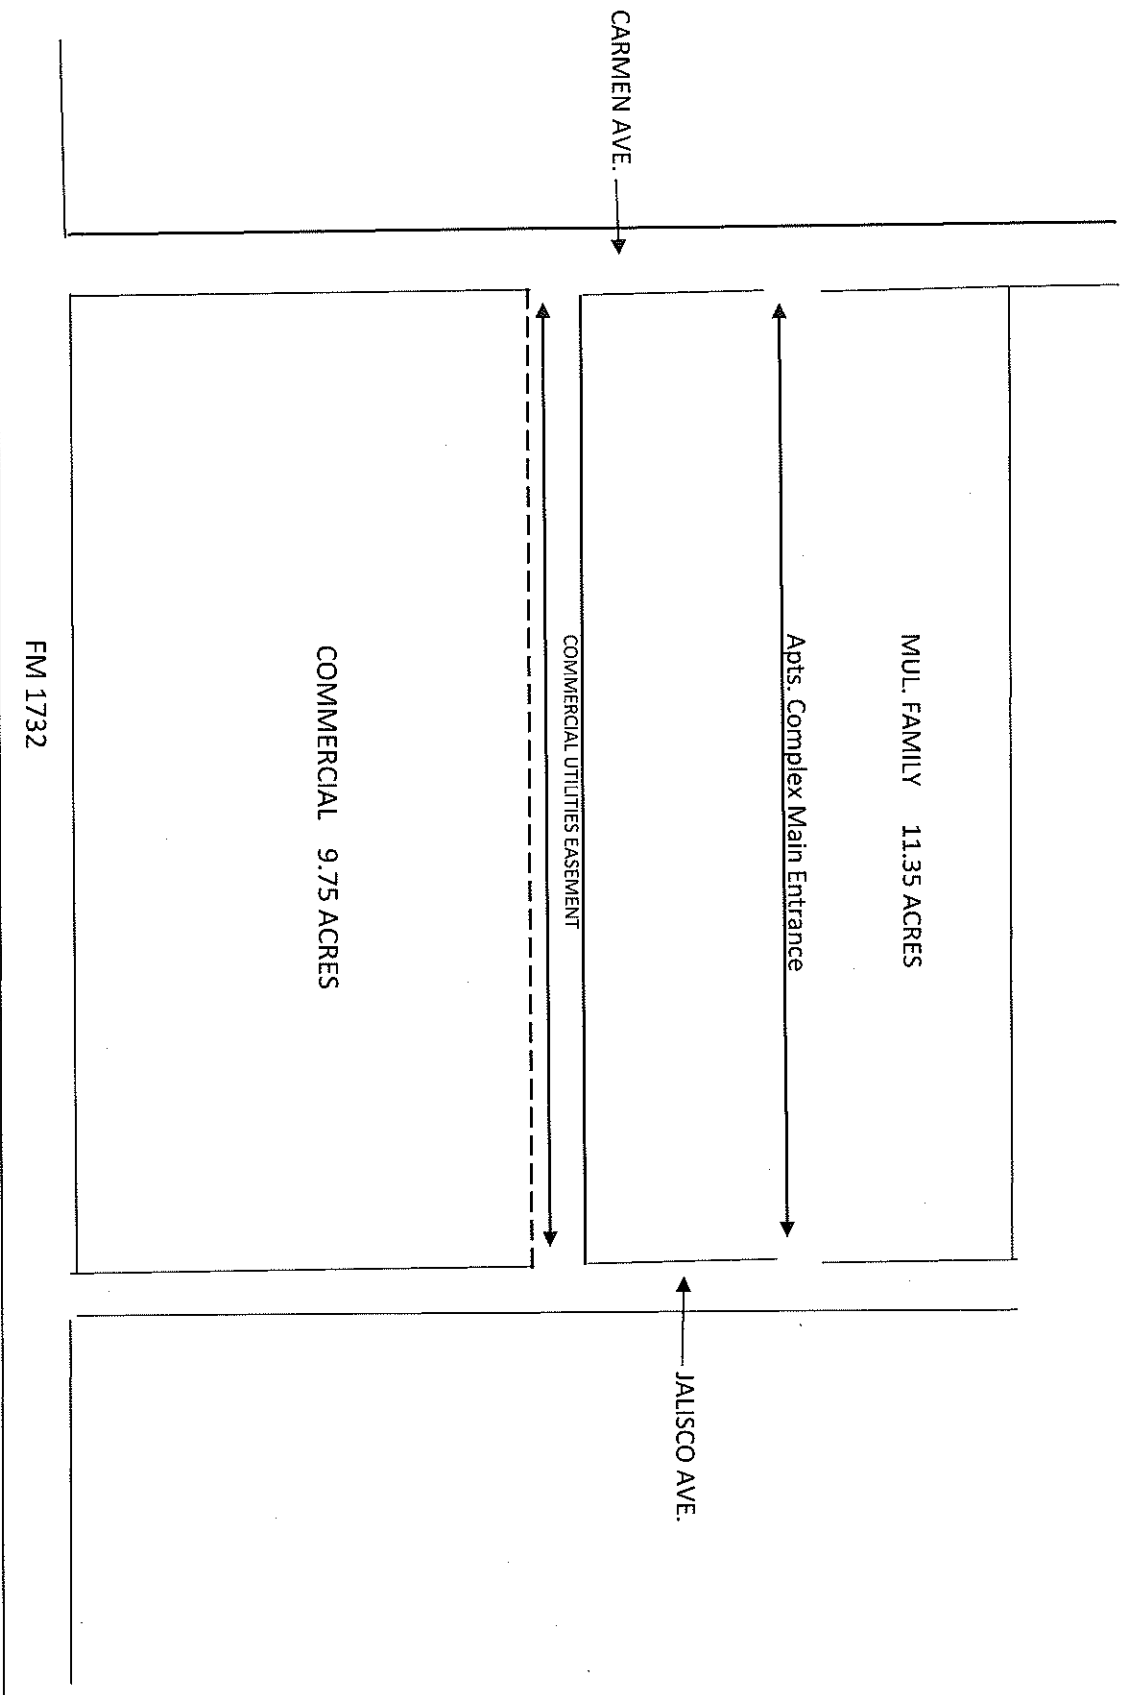 CARMEN AVE.
MUL. FAMILY 11.35 ACRES
Apts. Complex Main Entrance
JALISCO AVE.
COMMERCIAL UTILITIES EASEMENT
COMMERCIAL 9.75 ACRES
FM 1732